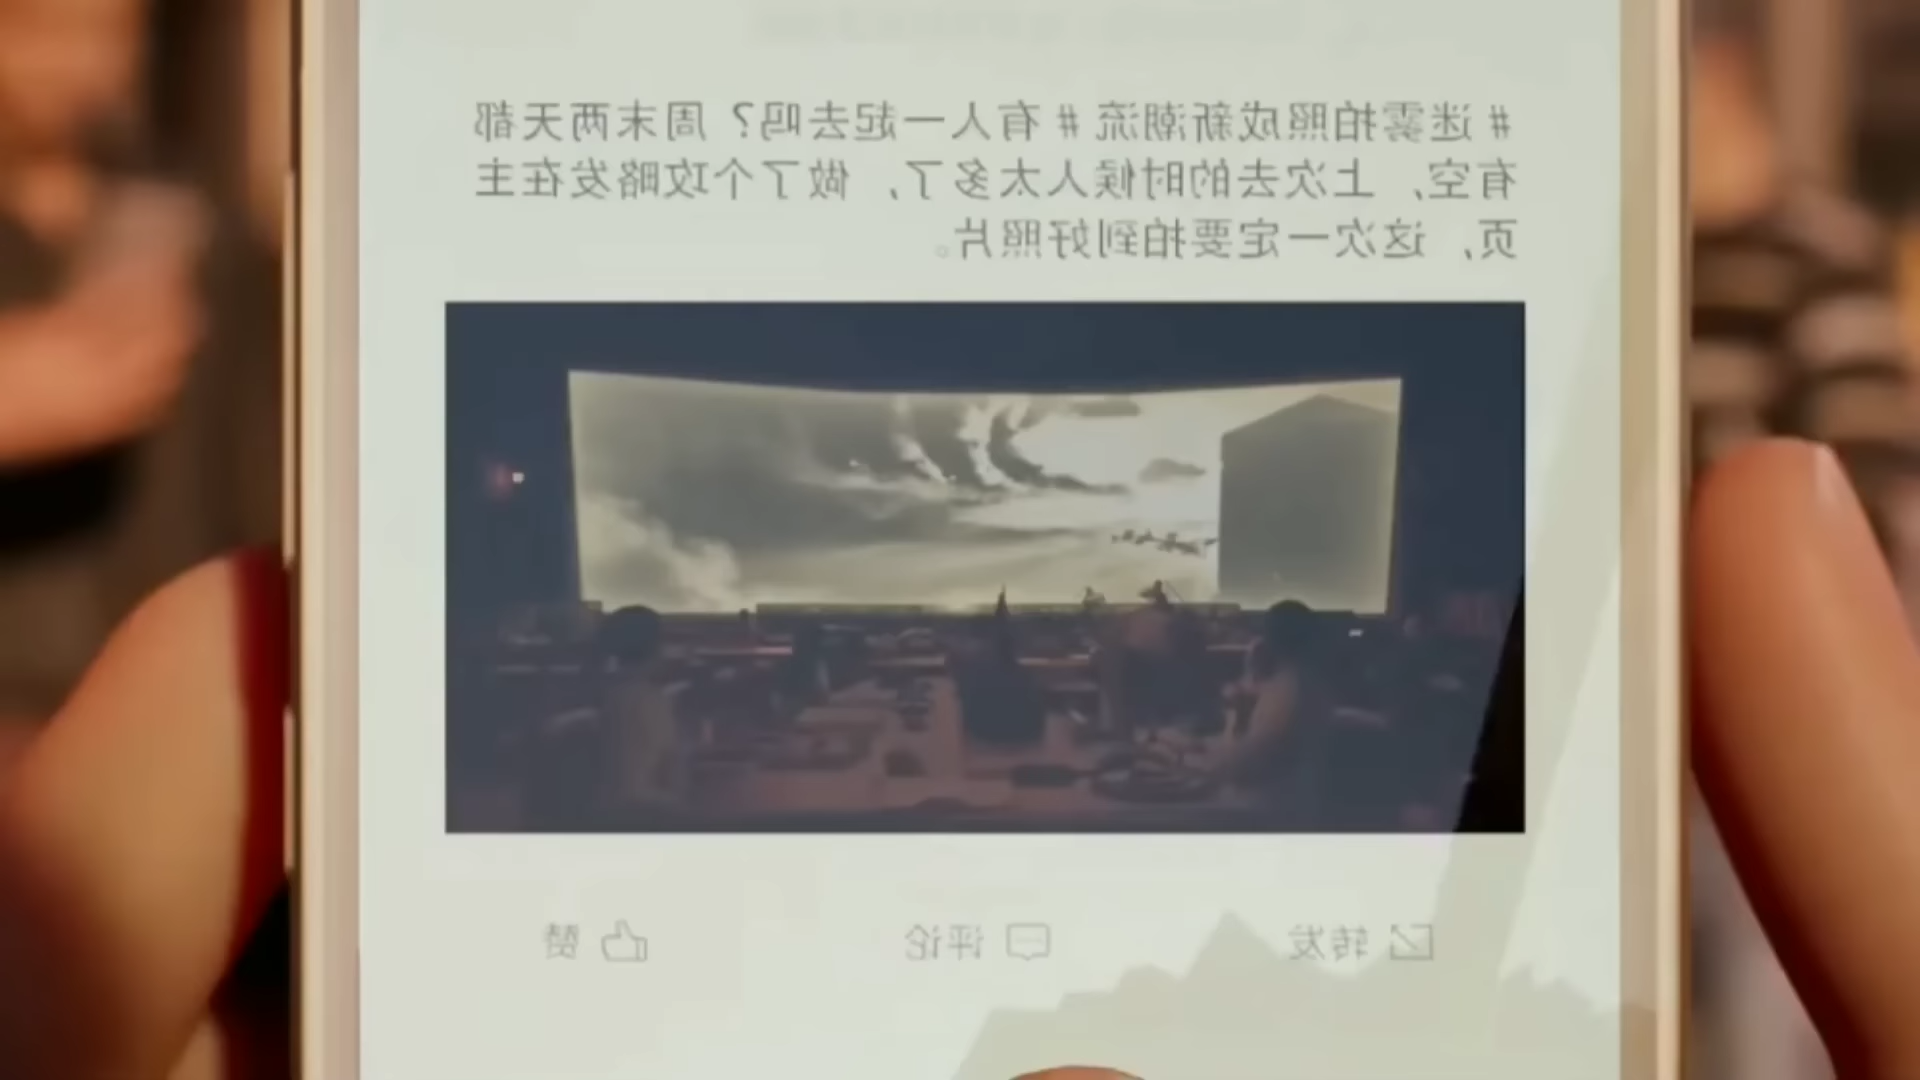 #迷雾拍照成新潮流#有人一起去吗？周末两天都
有空，上次去的时候人太多了，做了个攻略发在主
页，这次一定要拍到好照片。
转发 评论 赞